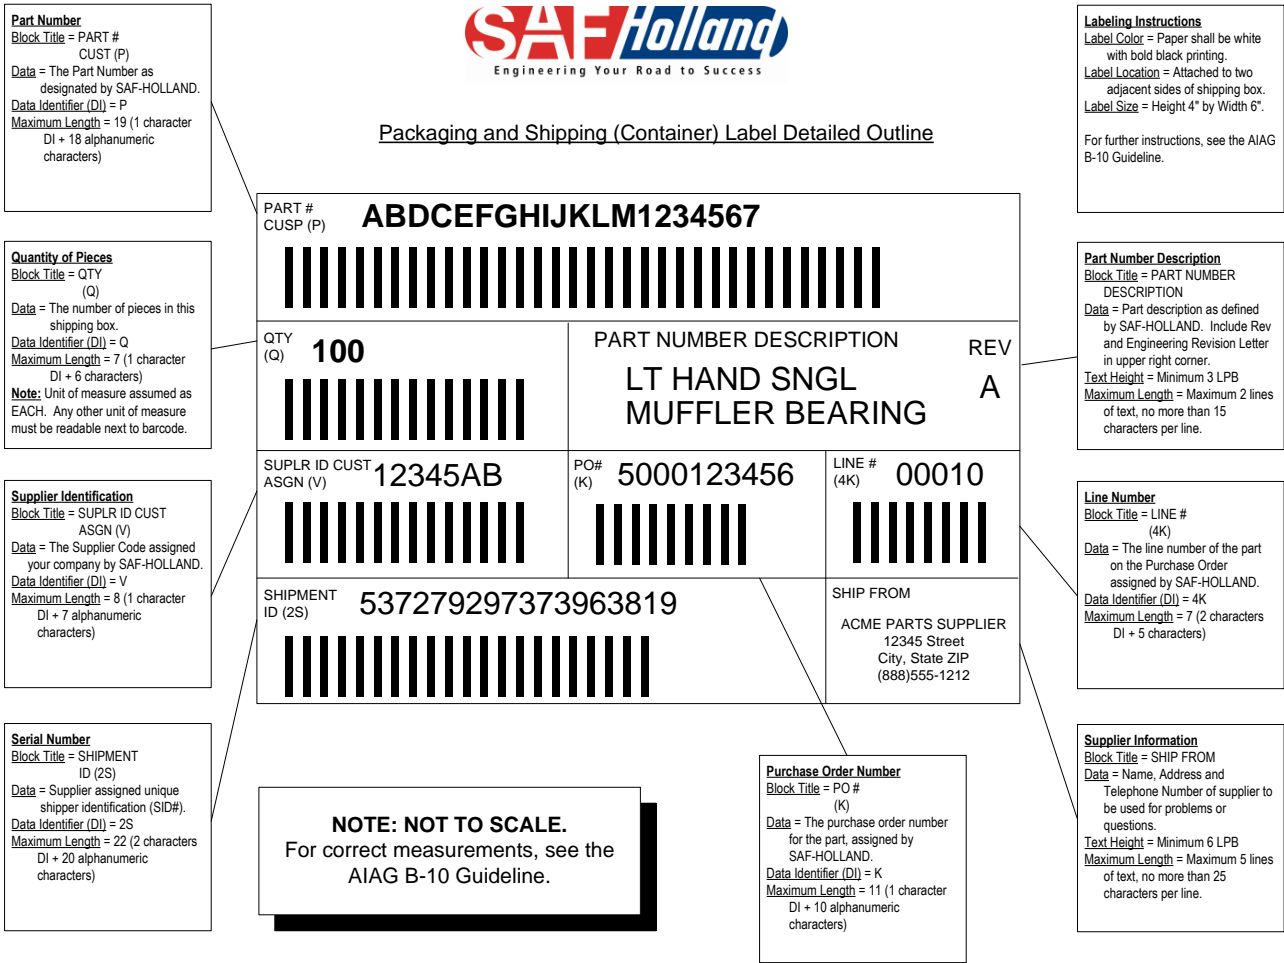 SAF Holland
Engineering Your Road to Success
Packaging and Shipping (Container) Label Detailed Outline
Part Number
Block Title = PART #
CUST (P)
Data = The Part Number as
designated by SAF-HOLLAND.
Data Identifier (DI) = P
Maximum Length = 19 (1 character
DI + 18 alphanumeric
characters)
Quantity of Pieces
Block Title = QTY
(Q)
Data = The number of pieces in this
shipping box.
Data Identifier (DI) = Q
Maximum Length = 7 (1 character
DI + 6 characters)
Note: Unit of measure assumed as
EACH.  Any other unit of measure
must be readable next to barcode.
Supplier Identification
Block Title = SUPLR ID CUST
ASGN (V)
Data = The Supplier Code assigned
your company by SAF-HOLLAND.
Data Identifier (DI) = V
Maximum Length = 8 (1 character
DI + 7 alphanumeric
characters)
Serial Number
Block Title = SHIPMENT
ID (2S)
Data = Supplier assigned unique
shipper identification (SID#).
Data Identifier (DI) = 2S
Maximum Length = 22 (2 characters
DI + 20 alphanumeric
characters)
PART #
CUSP (P)
ABDCEFGHIJKLM1234567
QTY
(Q)
100
PART NUMBER DESCRIPTION
LT HAND SNGL
MUFFLER BEARING
REV
A
SUPLR ID CUST
ASGN (V)
12345AB
PO#
(K)
5000123456
LINE #
(4K)
00010
SHIPMENT
ID (2S)
537279297373963819
SHIP FROM
ACME PARTS SUPPLIER
12345 Street
City, State ZIP
(888)555-1212
NOTE: NOT TO SCALE.
For correct measurements, see the
AIAG B-10 Guideline.
Purchase Order Number
Block Title = PO #
(K)
Data = The purchase order number
for the part, assigned by
SAF-HOLLAND.
Data Identifier (DI) = K
Maximum Length = 11 (1 character
DI + 10 alphanumeric
characters)
Labeling Instructions
Label Color = Paper shall be white
with bold black printing.
Label Location = Attached to two
adjacent sides of shipping box.
Label Size = Height 4" by Width 6".
For further instructions, see the AIAG
B-10 Guideline.
Part Number Description
Block Title = PART NUMBER
DESCRIPTION
Data = Part description as defined
by SAF-HOLLAND.  Include Rev
and Engineering Revision Letter
in upper right corner.
Text Height = Minimum 3 LPB
Maximum Length = Maximum 2 lines
of text, no more than 15
characters per line.
Line Number
Block Title = LINE #
(4K)
Data = The line number of the part
on the Purchase Order
assigned by SAF-HOLLAND.
Data Identifier (DI) = 4K
Maximum Length = 7 (2 characters
DI + 5 characters)
Supplier Information
Block Title = SHIP FROM
Data = Name, Address and
Telephone Number of supplier to
be used for problems or
questions.
Text Height = Minimum 6 LPB
Maximum Length = Maximum 5 lines
of text, no more than 25
characters per line.